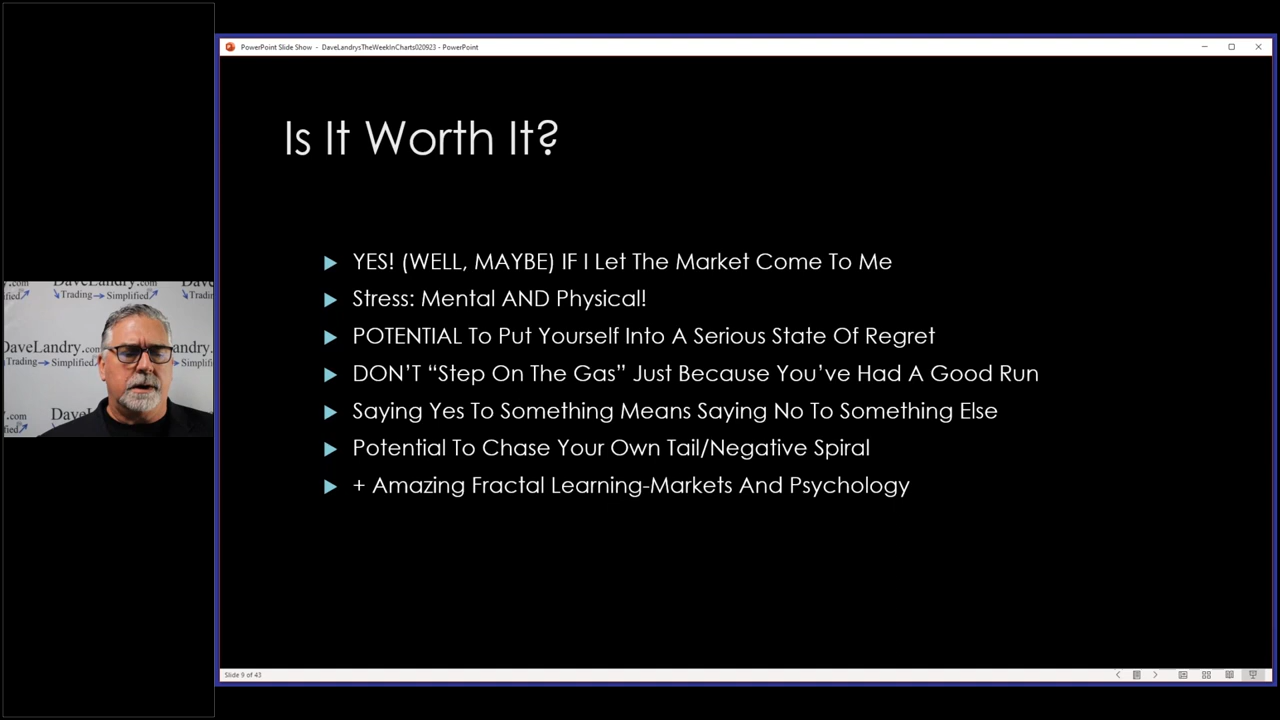 PowerPoint Slide Show - DaveLandrysTheWeekInCharts020923 - PowerPoint
Is It Worth It?
YES! (WELL, MAYBE) IF I Let The Market Come To Me
Stress: Mental AND Physical!
POTENTIAL To Put Yourself Into A Serious State Of Regret
DON'T “Step On The Gas” Just Because You've Had A Good Run
Saying Yes To Something Means Saying No To Something Else
Potential To Chase Your Own Tail/Negative Spiral
+ Amazing Fractal Learning-Markets And Psychology
DaveLandry.com
Trading Simplified
DaveLandry.com
Trading Simplified
Slide 9 of 43